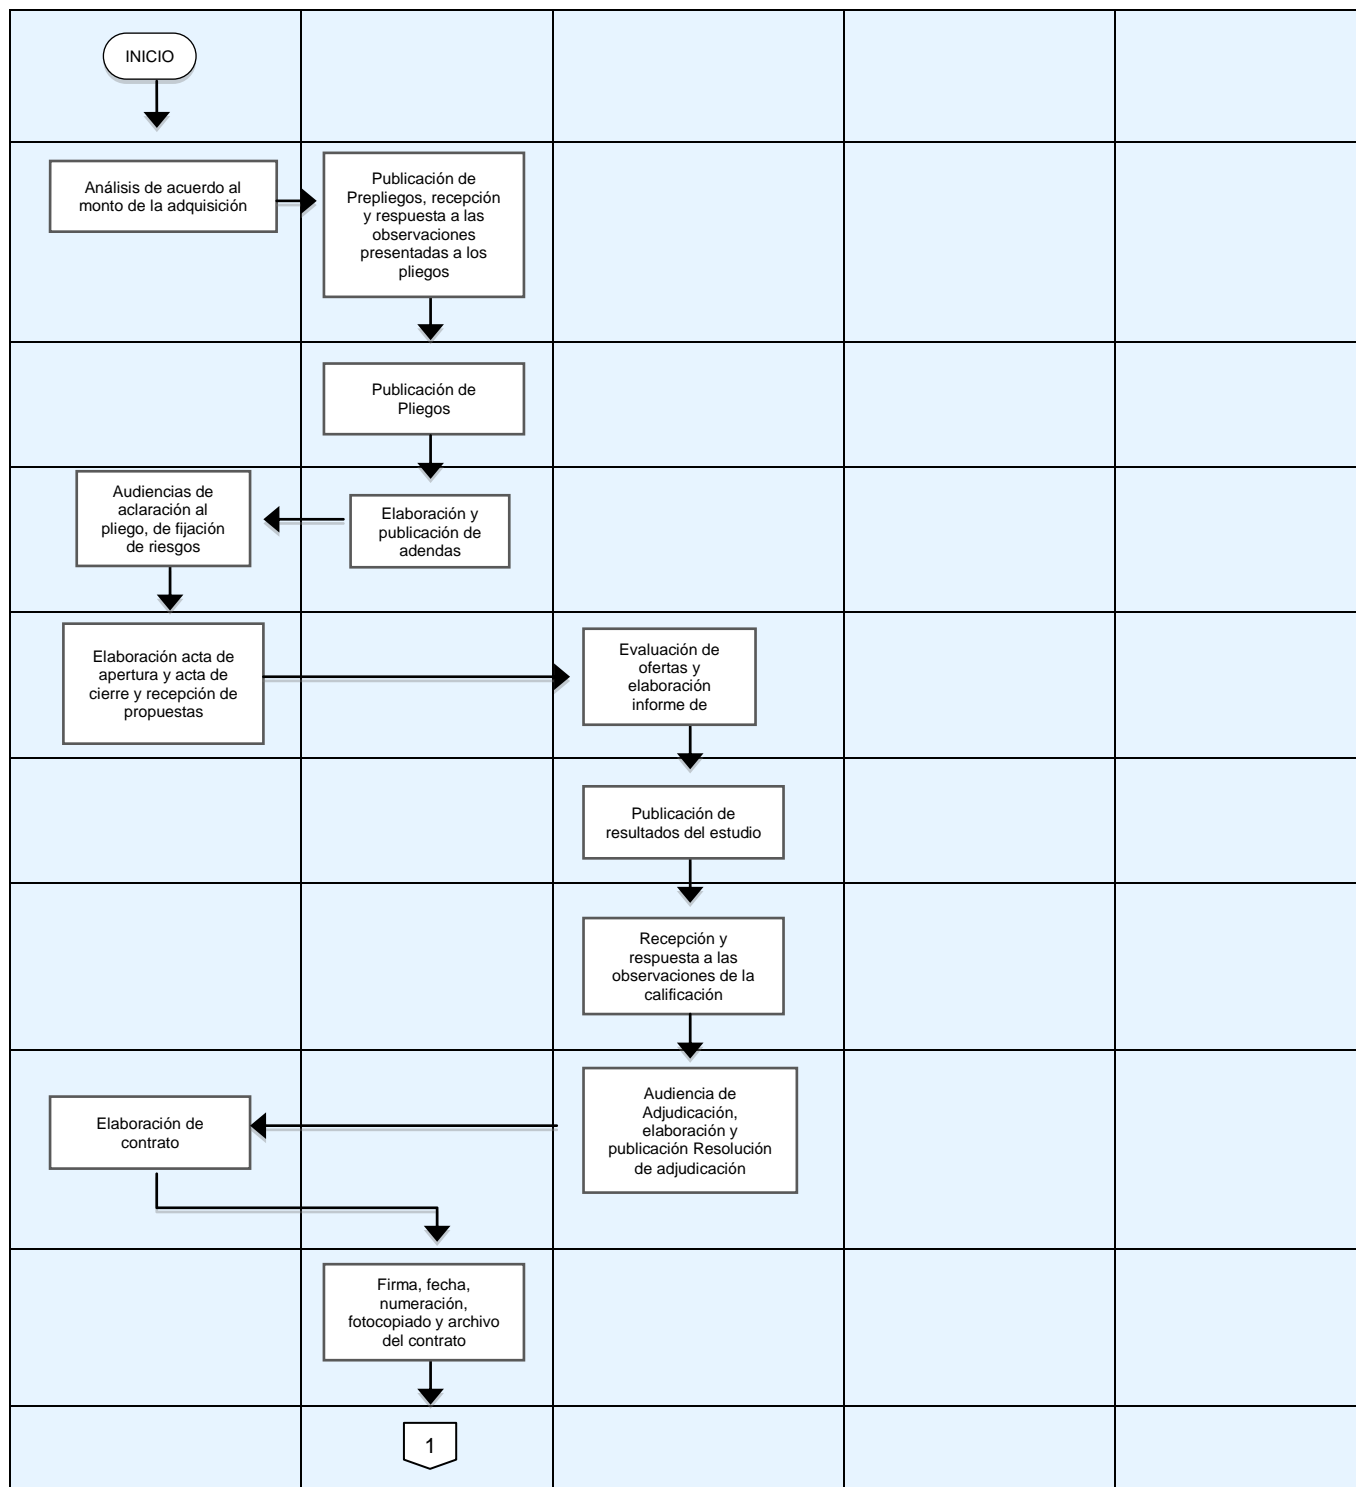 INICIO
Análisis de acuerdo al
monto de la adquisición
Publicación de
Prepliegos, recepción
y respuesta a las
observaciones
presentadas a los
pliegos
Publicación de
Pliegos
Audiencias de
aclaración al
pliego, de fijación
de riesgos
Elaboración y
publicación de
adendas
Elaboración acta de
apertura y acta de
cierre y recepción de
propuestas
Evaluación de
ofertas y
elaboración
informe de
Publicación de
resultados del estudio
Recepción y
respuesta a las
observaciones de la
calificación
Elaboración de
contrato
Audiencia de
Adjudicación,
elaboración y
publicación Resolución
de adjudicación
Firma, fecha,
numeración,
fotocopiado y archivo
del contrato
1